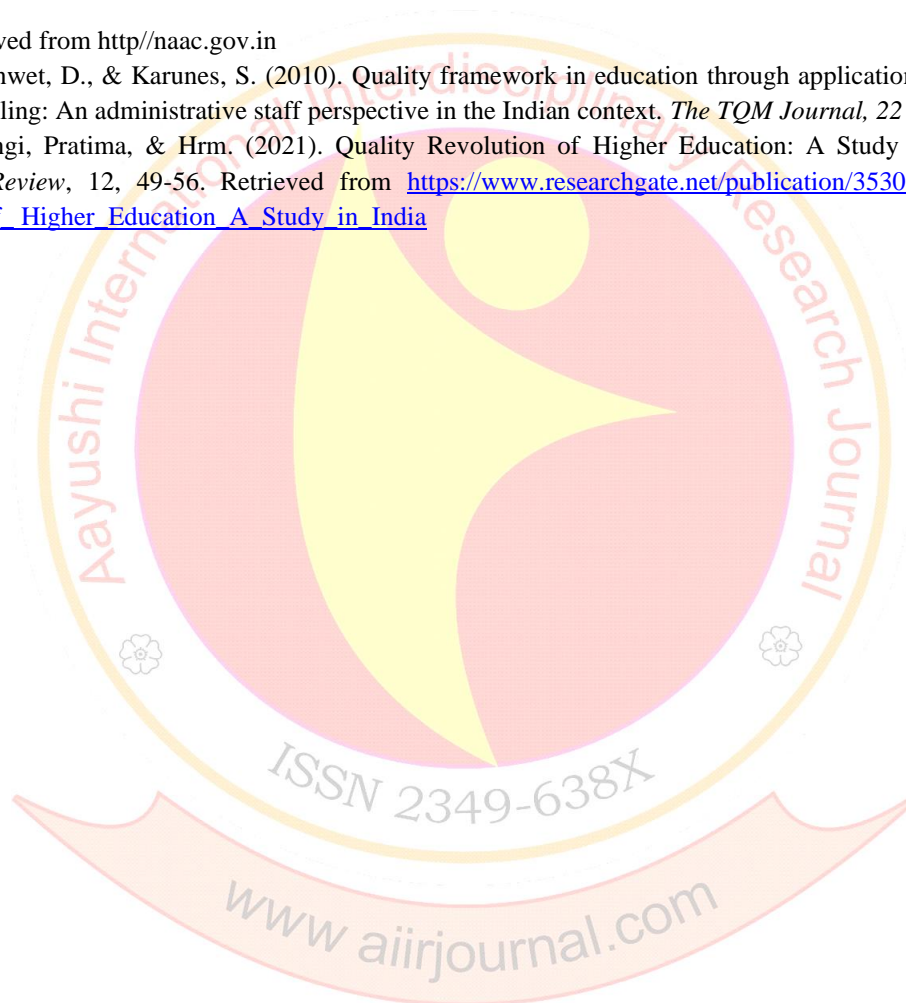 ved from http//naac.gov.in
nwet, D., & Karunes, S. (2010). Quality framework in education through application
ling: An administrative staff perspective in the Indian context. The TQM Journal, 22
ngi, Pratima, & Hrm. (2021). Quality Revolution of Higher Education: A Study
Review, 12, 49-56. Retrieved from https://www.researchgate.net/publication/3530
f_ Higher_Education_A_Study_in_India
Aayushi International Interdisciplinary Research Journal
ISSN 2349-638X
www aiirjournal.com